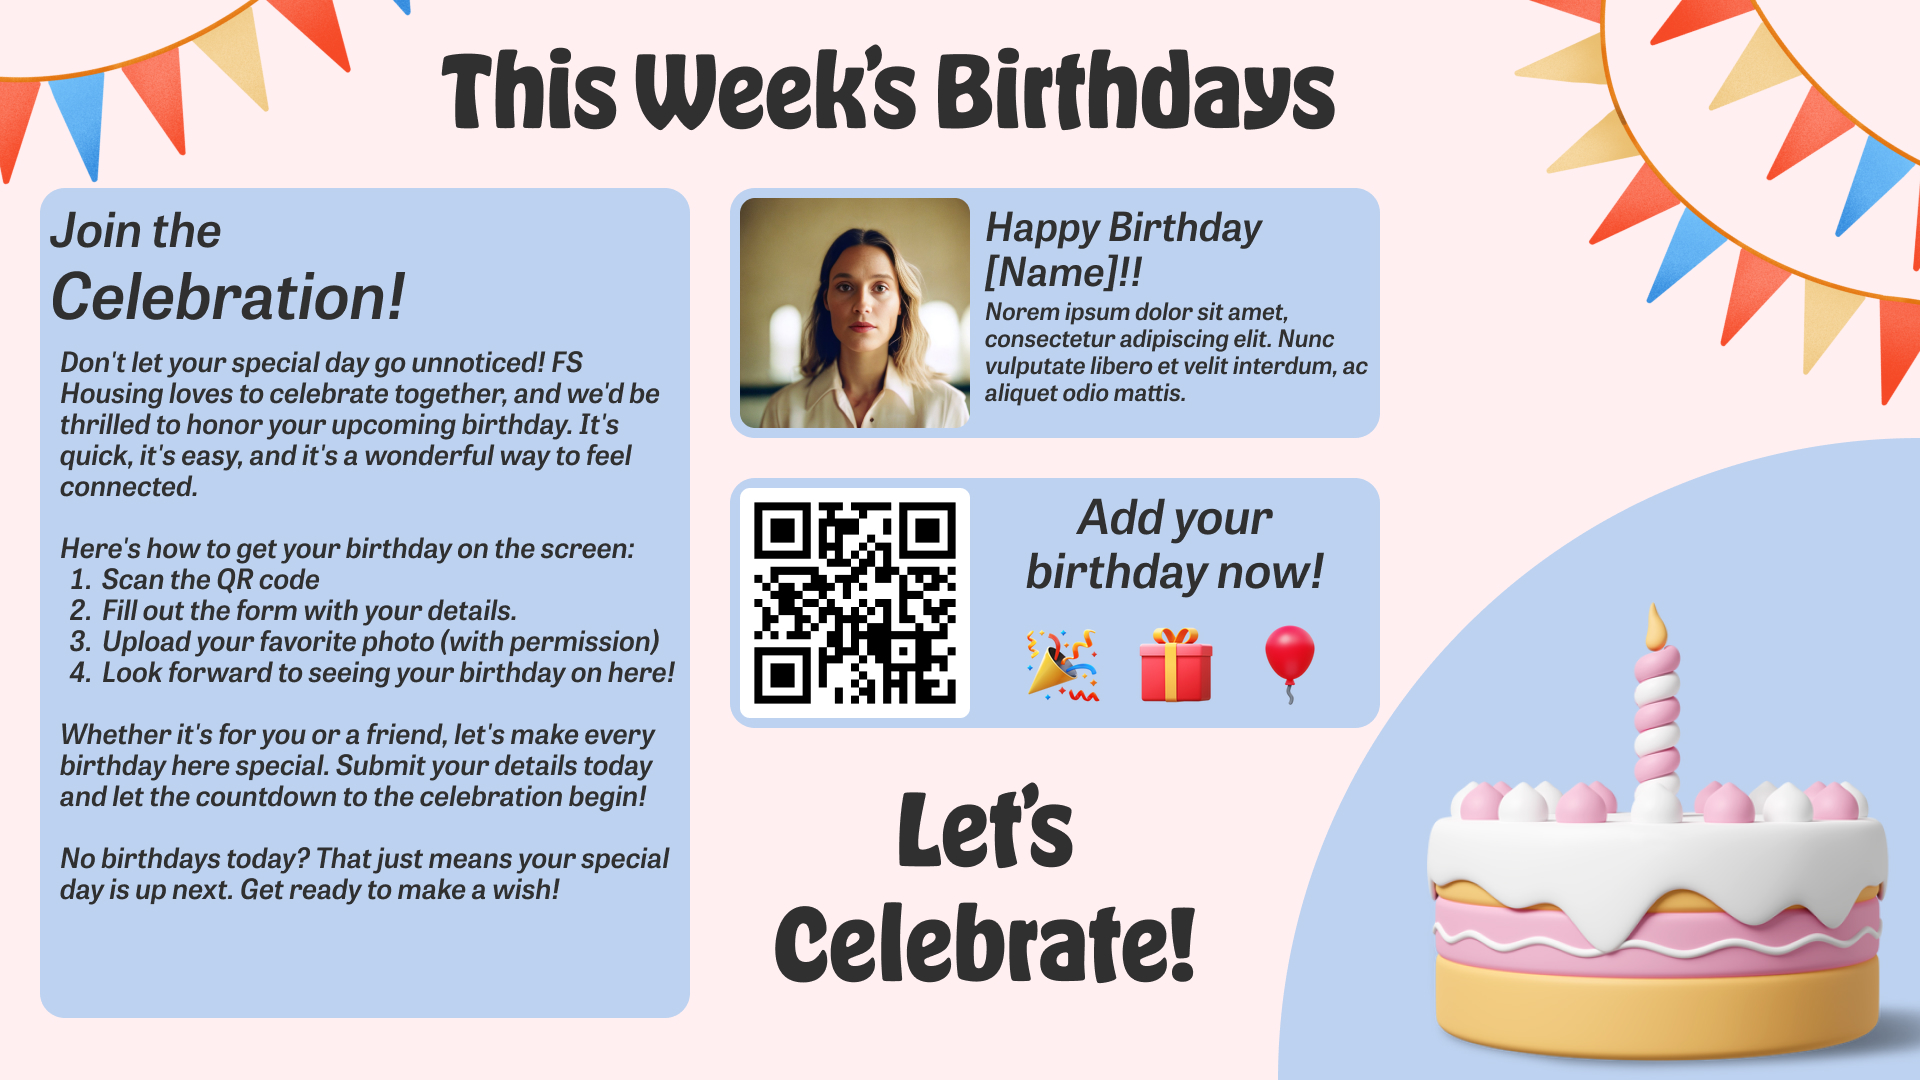 This Week's Birthdays
Join the
Celebration!
Don't let your special day go unnoticed! FS
Housing loves to celebrate together, and we'd be
thrilled to honor your upcoming birthday. It's
quick, it's easy, and it's a wonderful way to feel
connected.
Here's how to get your birthday on the screen:
1. Scan the QR code
2. Fill out the form with your details.
3. Upload your favorite photo (with permission)
4. Look forward to seeing your birthday on here!
Whether it's for you or a friend, let's make every
birthday here special. Submit your details today
and let the countdown to the celebration begin!
No birthdays today? That just means your special
day is up next. Get ready to make a wish!
Happy Birthday
[Name]!!
Norem ipsum dolor sit amet,
consectetur adipiscing elit. Nunc
vulputate libero et velit interdum, ac
aliquet odio mattis.
Add your
birthday now!
Let's
Celebrate!